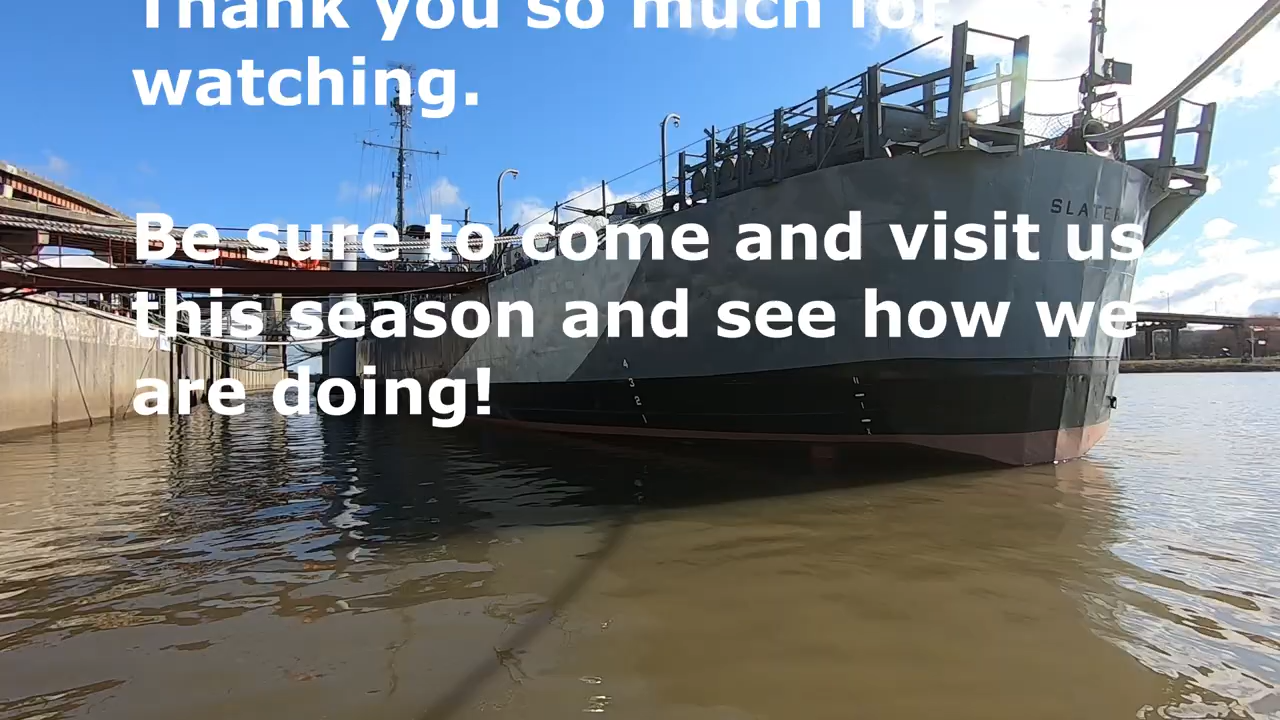 Thank you so much for
watching.
SLATER
Be sure to come and visit us
this season and see how we
are doing!
4
3
2
1